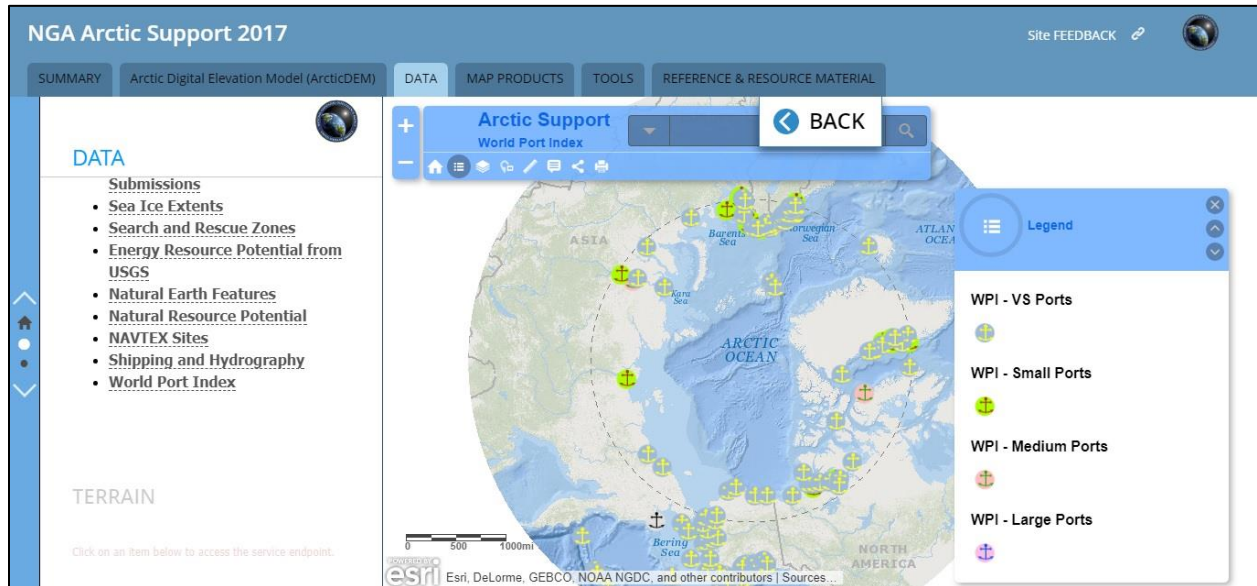 NGA Arctic Support 2017
Site FEEDBACK
SUMMARY
Arctic Digital Elevation Model (ArcticDEM)
DATA
MAP PRODUCTS
TOOLS
REFERENCE & RESOURCE MATERIAL
DATA
Submissions
Sea Ice Extents
Search and Rescue Zones
Energy Resource Potential from
USGS
Natural Earth Features
Natural Resource Potential
NAVTEX Sites
Shipping and Hydrography
World Port Index
TERRAIN
Click on an item below to access the service endpoint.
+
−
Arctic Support
World Port Index
BACK
ASIA
Barents
Sea
Norwegian
Sea
ATLAN
OCEA
Kara
Sea
ARCTIC
OCEAN
Bering
Sea
NORTH
AMERICA
0 500 1000mi
POWERED BY
esri
Esri, DeLorme, GEBCO, NOAA NGDC, and other contributors | Sources...
Legend
WPI - VS Ports
WPI - Small Ports
WPI - Medium Ports
WPI - Large Ports